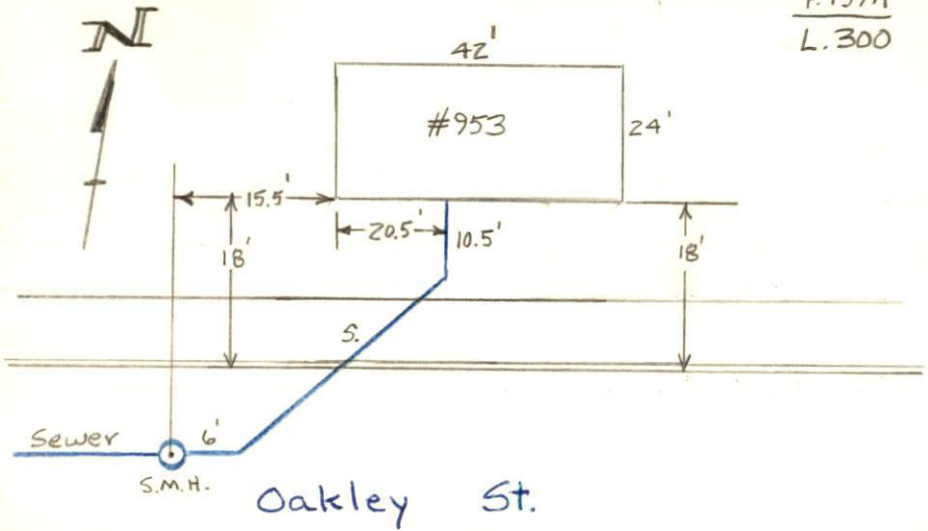 N
L.300
42'
#953
24'
15.5'
20.5'
10.5'
18'
18'
S.
Sewer
6'
S.M.H.
Oakley St.